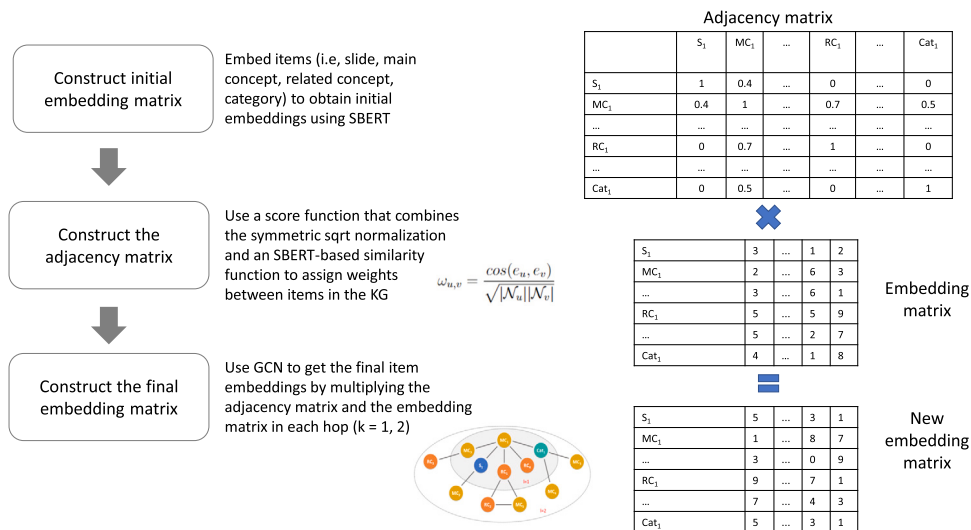 Construct initial
embedding matrix
Embed items (i.e, slide, main
concept, related concept,
category) to obtain initial
embeddings using SBERT
Construct the
adjacency matrix
Use a score function that combines
the symmetric sqrt normalization
and an SBERT-based similarity
function to assign weights
between items in the KG
ω_{u,v} = cos(e_u, e_v) / √|𝒩_u||𝒩_v|
Construct the final
embedding matrix
Use GCN to get the final item
embeddings by multiplying the
adjacency matrix and the embedding
matrix in each hop (k = 1, 2)
Adjacency matrix
S₁ MC₁ ... RC₁ ... Cat₁
S₁ 1 0.4 ... 0 ... 0
MC₁ 0.4 1 ... 0.7 ... 0.5
... ... ... ... ... ... ...
RC₁ 0 0.7 ... 1 ... 0
... ... ... ... ... ... ...
Cat₁ 0 0.5 ... 0 ... 1
S₁ 3 ... 1 2
MC₁ 2 ... 6 3
... 3 ... 6 1
RC₁ 5 ... 5 9
... 5 ... 2 7
Cat₁ 4 ... 1 8
Embedding
matrix
S₁ 5 ... 3 1
MC₁ 1 ... 8 7
... 3 ... 0 9
RC₁ 9 ... 7 1
... 7 ... 4 3
Cat₁ 5 ... 3 1
New
embedding
matrix